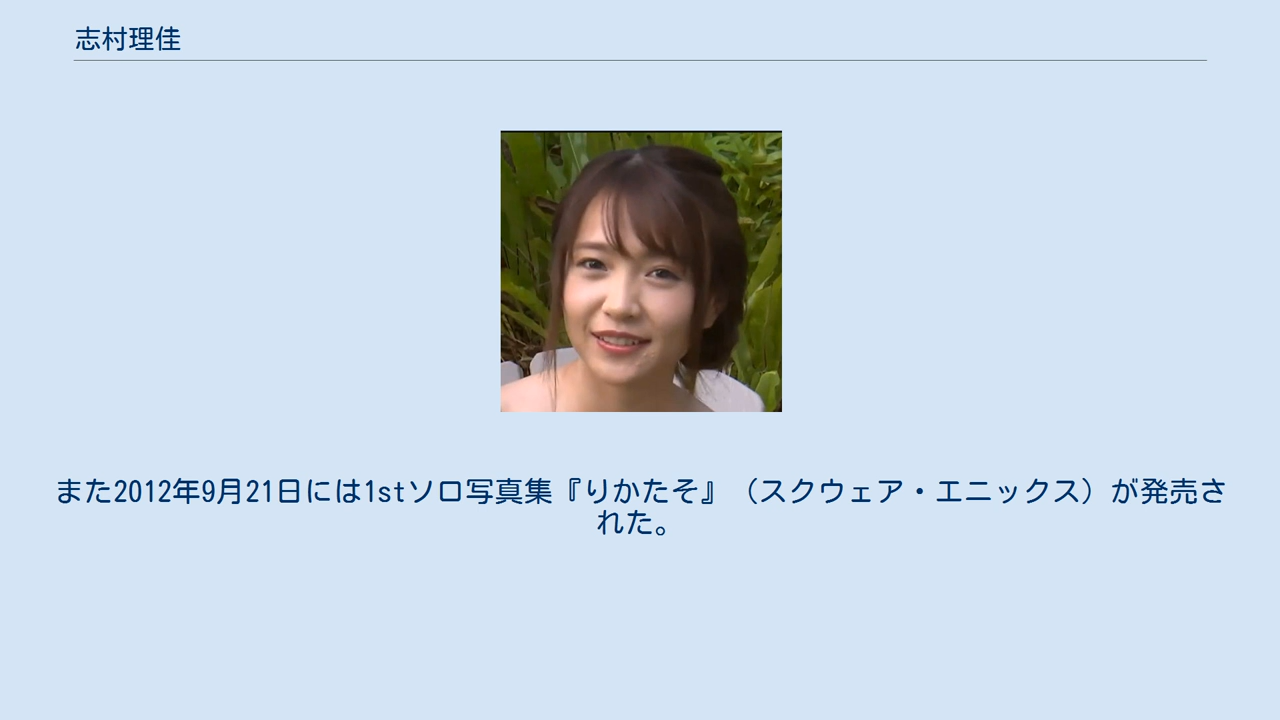 志村理佳
また2012年9月21日には1stソロ写真集『りかたそ』（スクウェア・エニックス）が発売さ
れた。